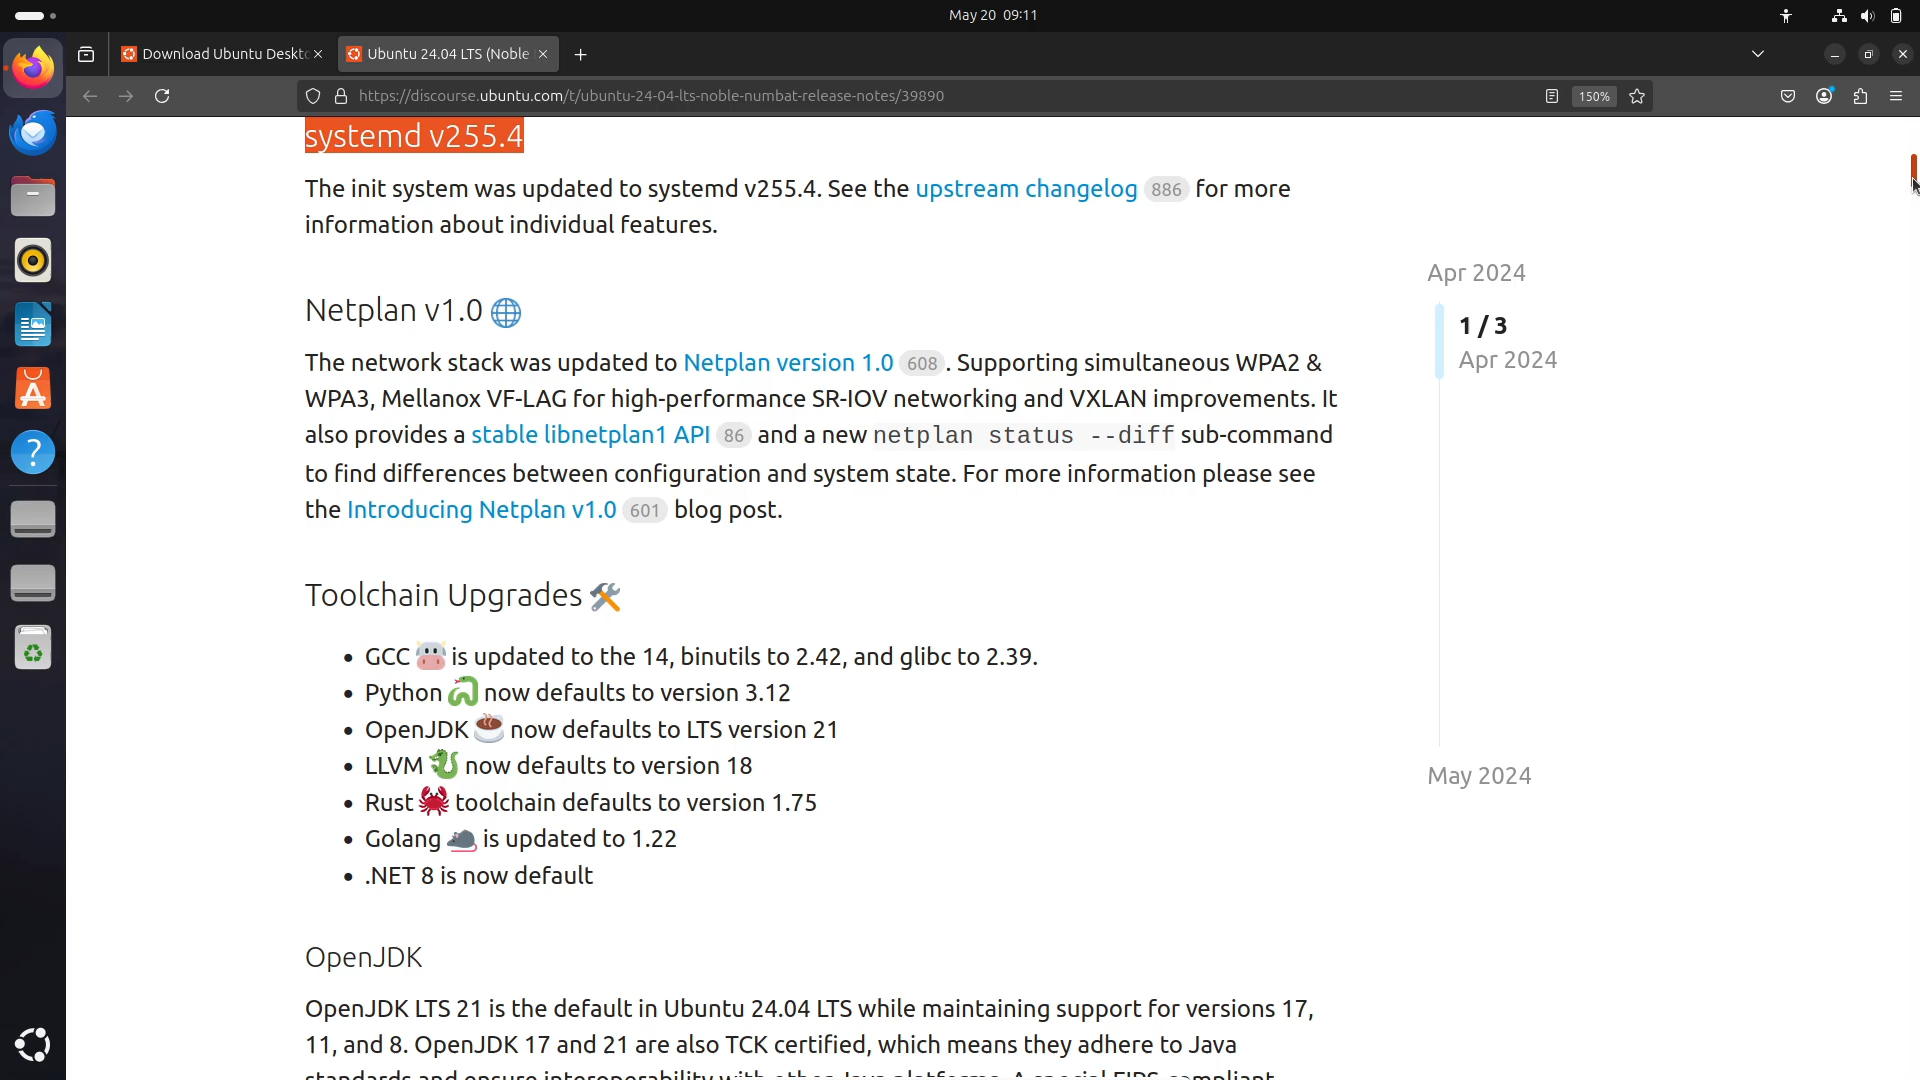 May 20 09:11
Download Ubuntu Deskt
Ubuntu 24.04 LTS (Noble
https://discourse.ubuntu.com/t/ubuntu-24-04-lts-noble-numbat-release-notes/39890
150%
systemd v255.4
The init system was updated to systemd v255.4. See the upstream changelog 886 for more
information about individual features.
Netplan v1.0
The network stack was updated to Netplan version 1.0 608. Supporting simultaneous WPA2 &
WPA3, Mellanox VF-LAG for high-performance SR-IOV networking and VXLAN improvements. It
also provides a stable libnetplan1 API 86 and a new netplan status --diff sub-command
to find differences between configuration and system state. For more information please see
the Introducing Netplan v1.0 601 blog post.
Toolchain Upgrades
• GCC is updated to the 14, binutils to 2.42, and glibc to 2.39.
• Python now defaults to version 3.12
• OpenJDK now defaults to LTS version 21
• LLVM now defaults to version 18
• Rust toolchain defaults to version 1.75
• Golang is updated to 1.22
• .NET 8 is now default
OpenJDK
OpenJDK LTS 21 is the default in Ubuntu 24.04 LTS while maintaining support for versions 17,
11, and 8. OpenJDK 17 and 21 are also TCK certified, which means they adhere to Java
standards and ensure interoperability with other Java platforms. A special FIPS-compliant
Apr 2024
1 / 3
Apr 2024
May 2024